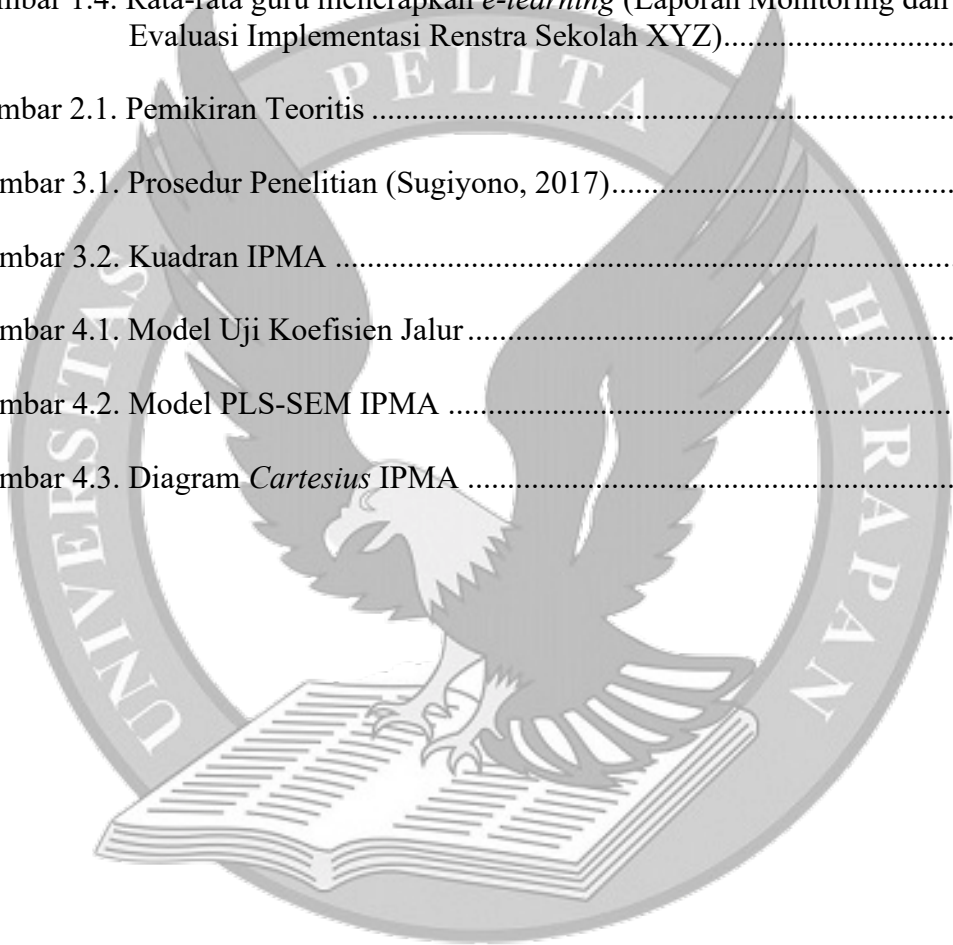 mbar 1.4. Rata-rata guru menerapkan e-learning (Laporan Monitoring dan
Evaluasi Implementasi Renstra Sekolah XYZ)..............................
mbar 2.1. Pemikiran Teoritis ..........................................................................
mbar 3.1. Prosedur Penelitian (Sugiyono, 2017)...........................................
mbar 3.2. Kuadran IPMA ..............................................................................
mbar 4.1. Model Uji Koefisien Jalur .............................................................
mbar 4.2. Model PLS-SEM IPMA ...............................................................
mbar 4.3. Diagram Cartesius IPMA .............................................................
UNIVERSITAS PELITA HARAPAN